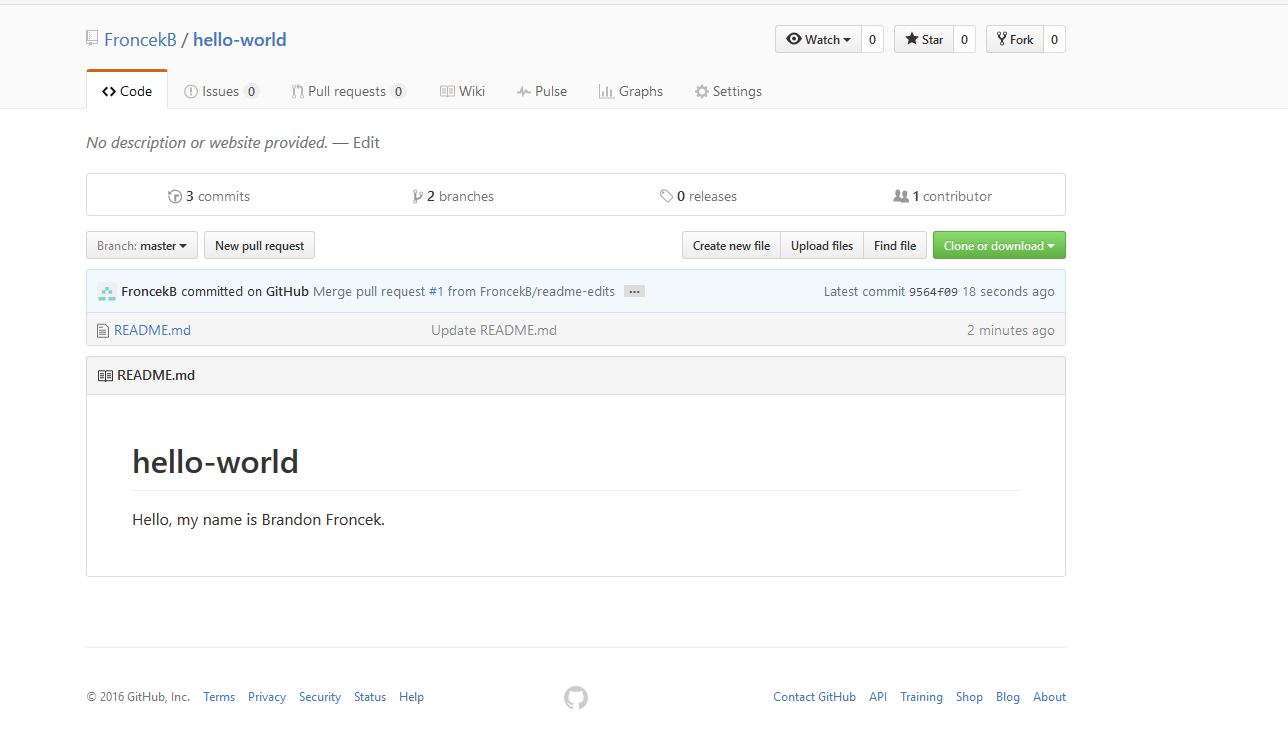 FroncekB / hello-world Watch 0 Star 0 Fork 0
Code Issues 0 Pull requests 0 Wiki Pulse Graphs Settings
No description or website provided. — Edit
3 commits 2 branches 0 releases 1 contributor
Branch: master New pull request Create new file Upload files Find file Clone or download
FroncekB committed on GitHub Merge pull request #1 from FroncekB/readme-edits ... Latest commit 9564f09 18 seconds ago
README.md Update README.md 2 minutes ago
README.md
hello-world
Hello, my name is Brandon Froncek.
© 2016 GitHub, Inc. Terms Privacy Security Status Help Contact GitHub API Training Shop Blog About